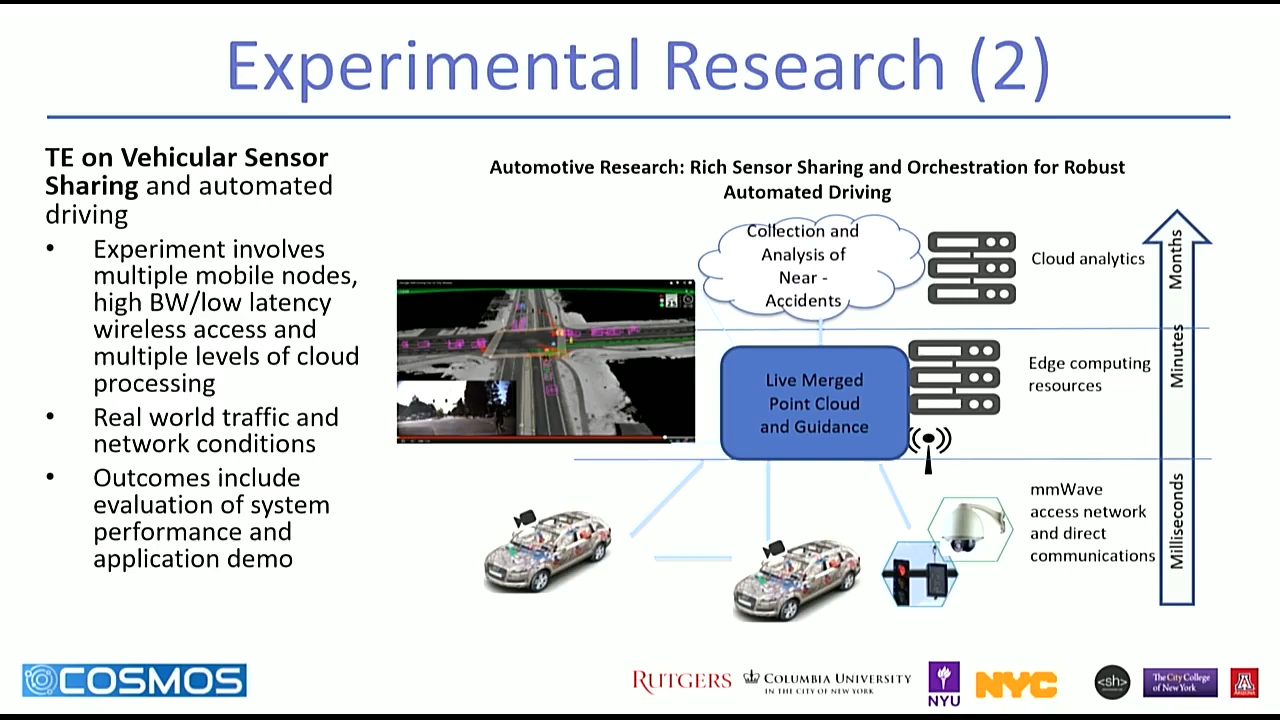 Experimental Research (2)
TE on Vehicular Sensor
Sharing and automated
driving
• Experiment involves
multiple mobile nodes,
high BW/low latency
wireless access and
multiple levels of cloud
processing
• Real world traffic and
network conditions
• Outcomes include
evaluation of system
performance and
application demo
Automotive Research: Rich Sensor Sharing and Orchestration for Robust
Automated Driving
Collection and
Analysis of
Near -
Accidents
Cloud analytics
Months
Live Merged
Point Cloud
and Guidance
Edge computing
resources
Minutes
mmWave
access network
and direct
communications
Milliseconds
COSMOS
RUTGERS
COLUMBIA UNIVERSITY
IN THE CITY OF NEW YORK
NYU
NYC
<sh>
The City College
of New York
ARIZONA